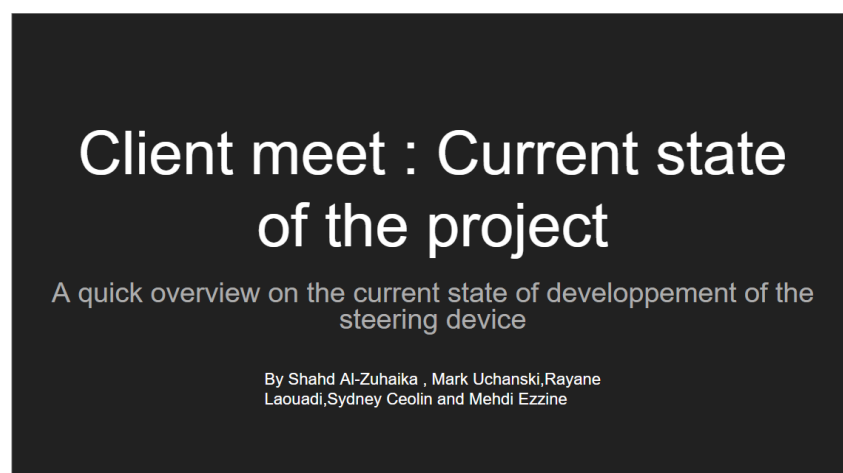 Client meet : Current state
of the project
A quick overview on the current state of developpement of the
steering device
By Shahd Al-Zuhaika , Mark Uchanski,Rayane
Laouadi,Sydney Ceolin and Mehdi Ezzine